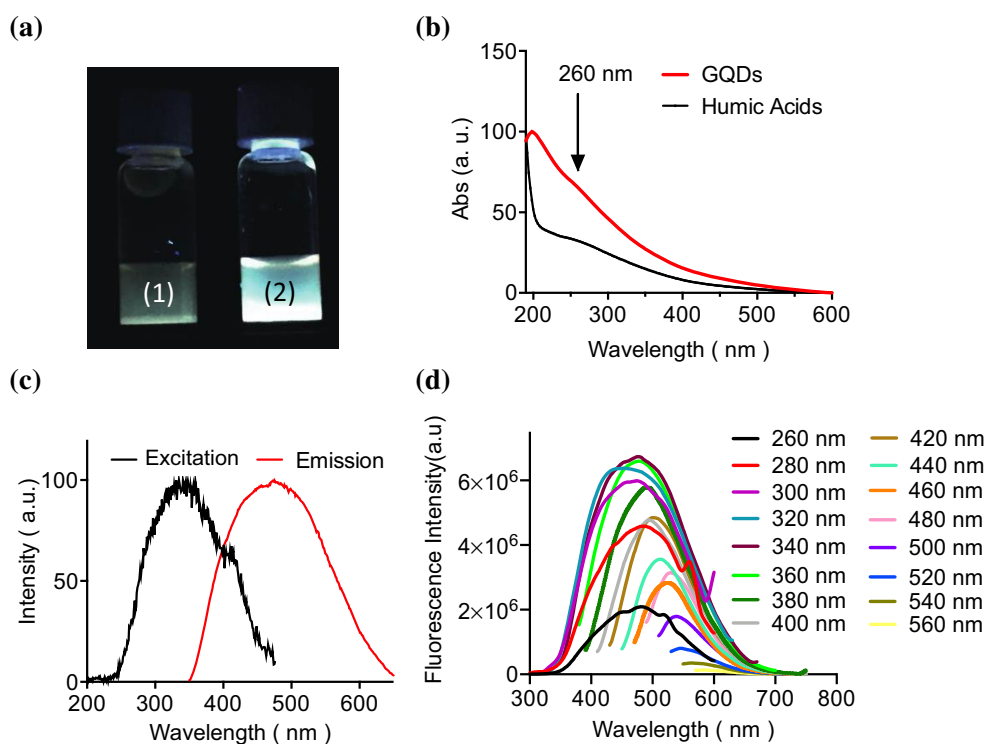 (a)
(1)
(2)
(b)
150
100
50
0
Abs (a. u.)
260 nm
GQDs
Humic Acids
200 300 400 500 600
Wavelength ( nm )
(c)
Excitation
Emission
100
50
0
Intensity ( a.u.)
200 300 400 500 600
Wavelength ( nm )
(d)
Fluorescence Intensity(a.u)
6×10⁶
4×10⁶
2×10⁶
0
300 400 500 600 700 800
Wavelength ( nm )
260 nm
280 nm
300 nm
320 nm
340 nm
360 nm
380 nm
400 nm
420 nm
440 nm
460 nm
480 nm
500 nm
520 nm
540 nm
560 nm